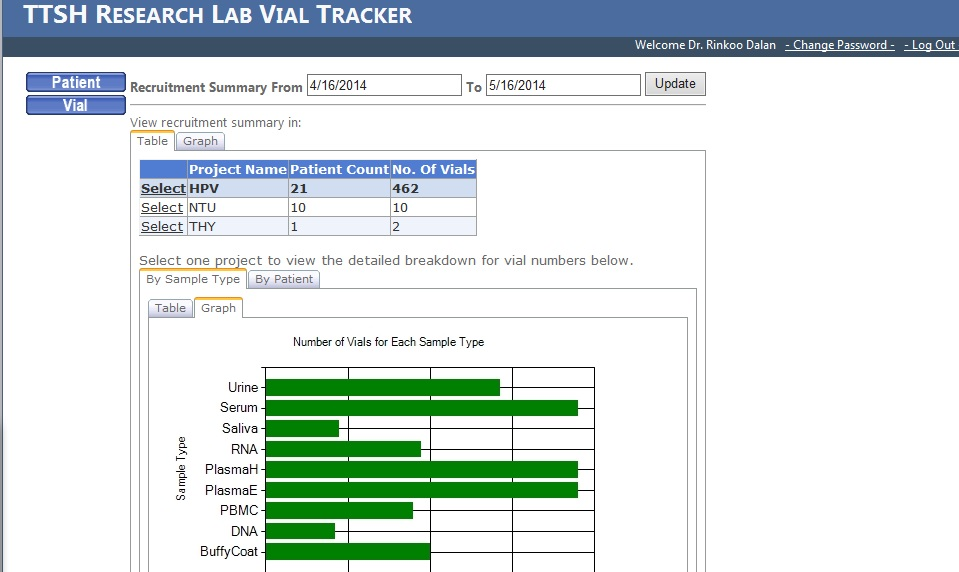 TTSH RESEARCH LAB VIAL TRACKER
Welcome Dr. Rinkoo Dalan - Change Password - - Log Out
Patient
Vial
Recruitment Summary From 4/16/2014 To 5/16/2014 Update
View recruitment summary in:
Table Graph
Project Name Patient Count No. Of Vials
Select HPV 21 462
Select NTU 10 10
Select THY 1 2
Select one project to view the detailed breakdown for vial numbers below.
By Sample Type By Patient
Table Graph
Number of Vials for Each Sample Type
Sample Type
Urine
Serum
Saliva
RNA
PlasmaH
PlasmaE
PBMC
DNA
BuffyCoat